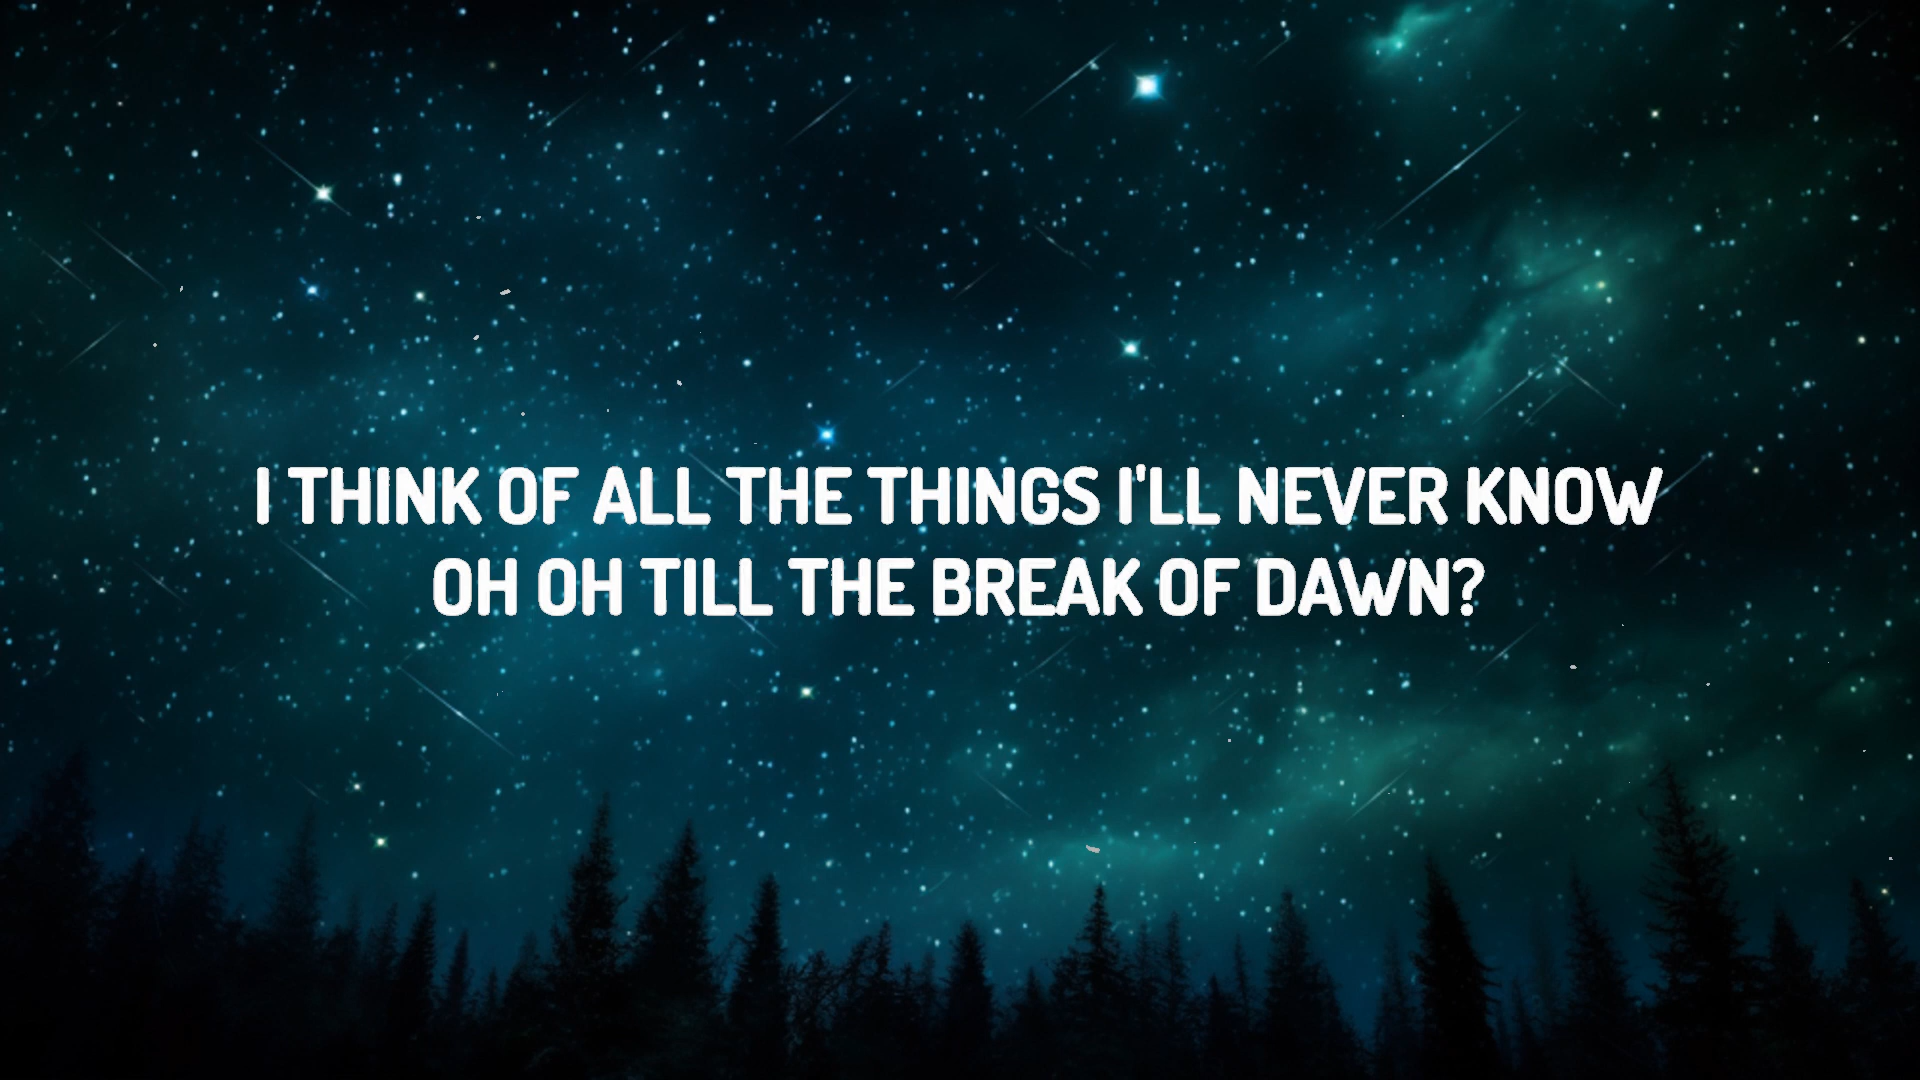 I THINK OF ALL THE THINGS I'LL NEVER KNOW
OH OH TILL THE BREAK OF DAWN?